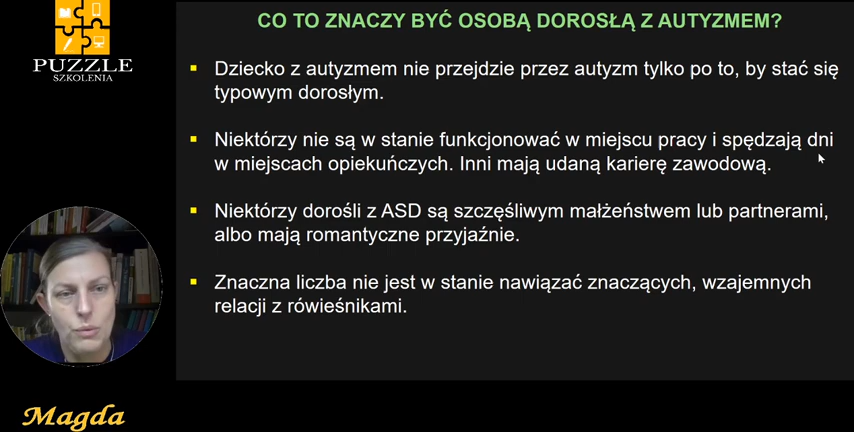 PUZZLE
SZKOLENIA
CO TO ZNACZY BYĆ OSOBĄ DOROSŁĄ Z AUTYZMEM?
Dziecko z autyzmem nie przejdzie przez autyzm tylko po to, by stać się
typowym dorosłym.
Niektórzy nie są w stanie funkcjonować w miejscu pracy i spędzają dni
w miejscach opiekuńczych. Inni mają udaną karierę zawodową.
Niektórzy dorośli z ASD są szczęśliwym małżeństwem lub partnerami,
albo mają romantyczne przyjaźnie.
Znaczna liczba nie jest w stanie nawiązać znaczących, wzajemnych
relacji z rówieśnikami.
Magda